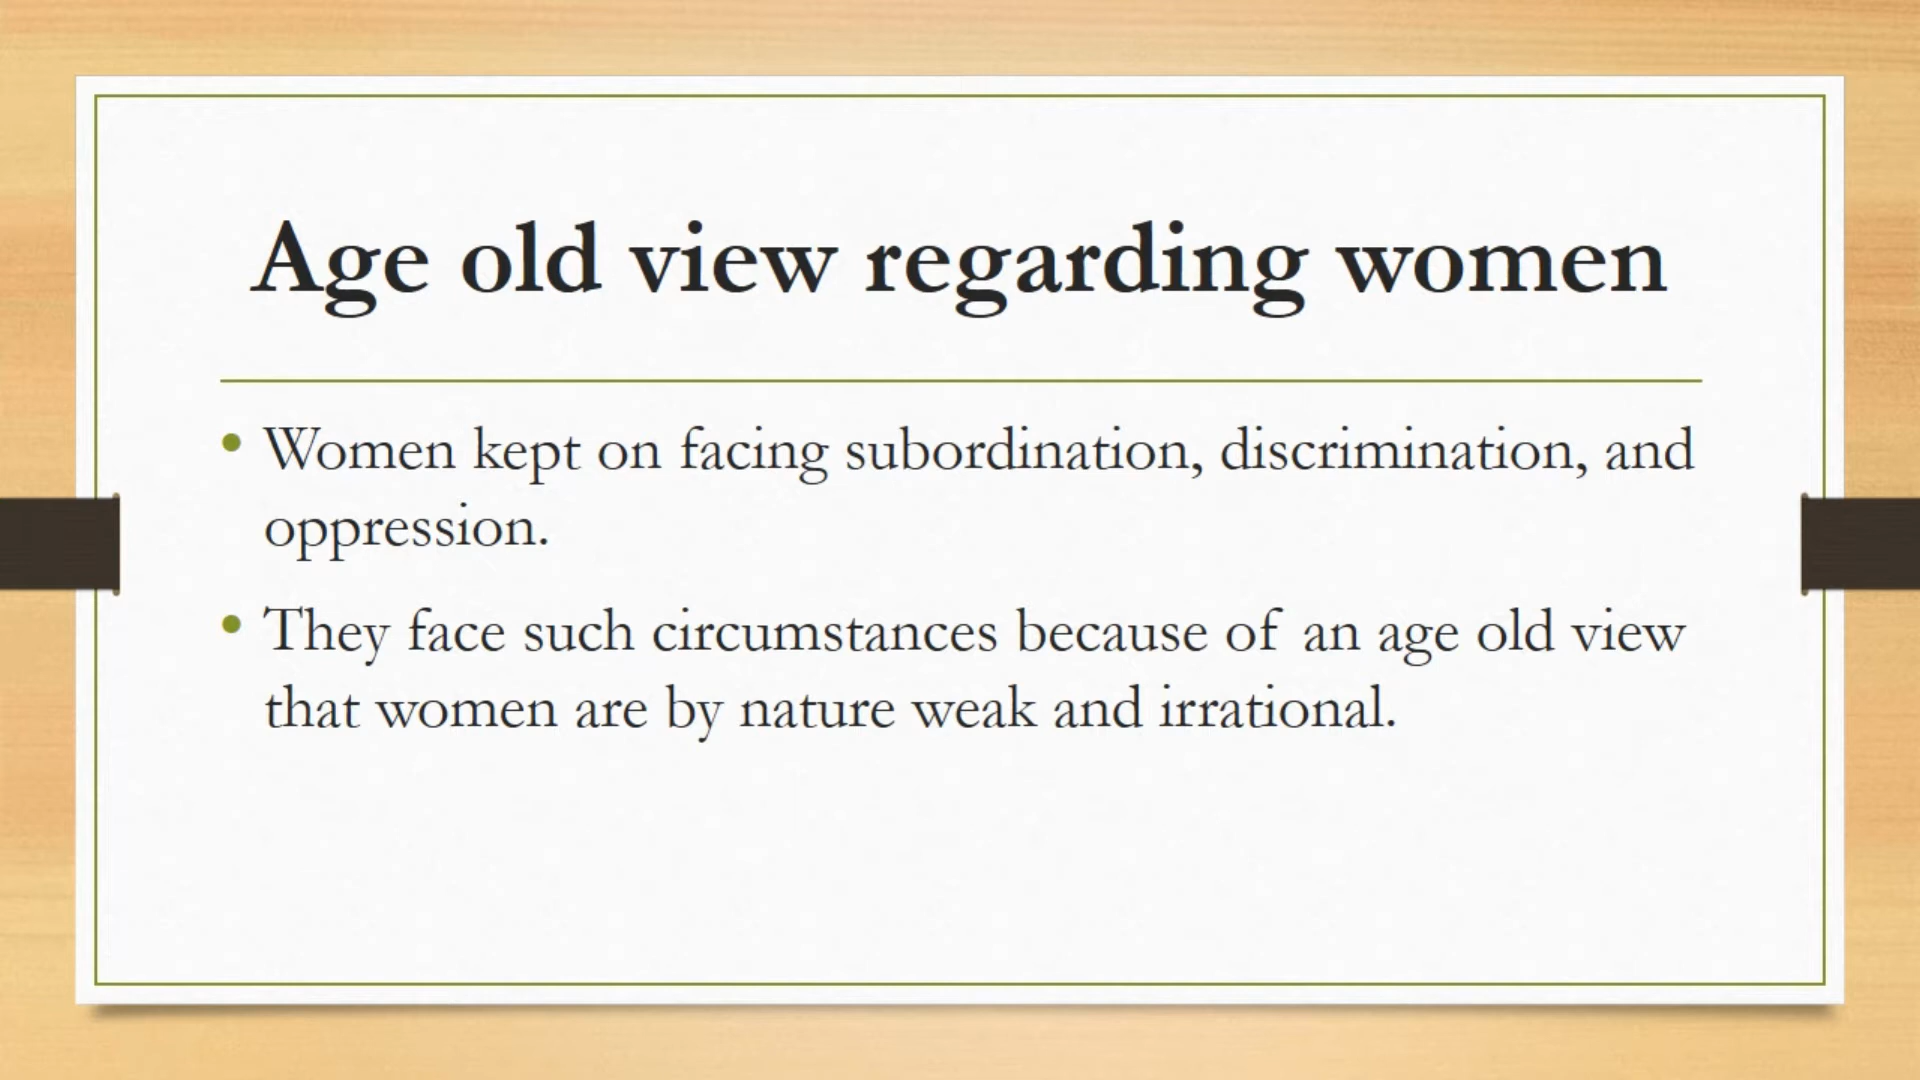 Age old view regarding women
• Women kept on facing subordination, discrimination, and
oppression.
• They face such circumstances because of an age old view
that women are by nature weak and irrational.